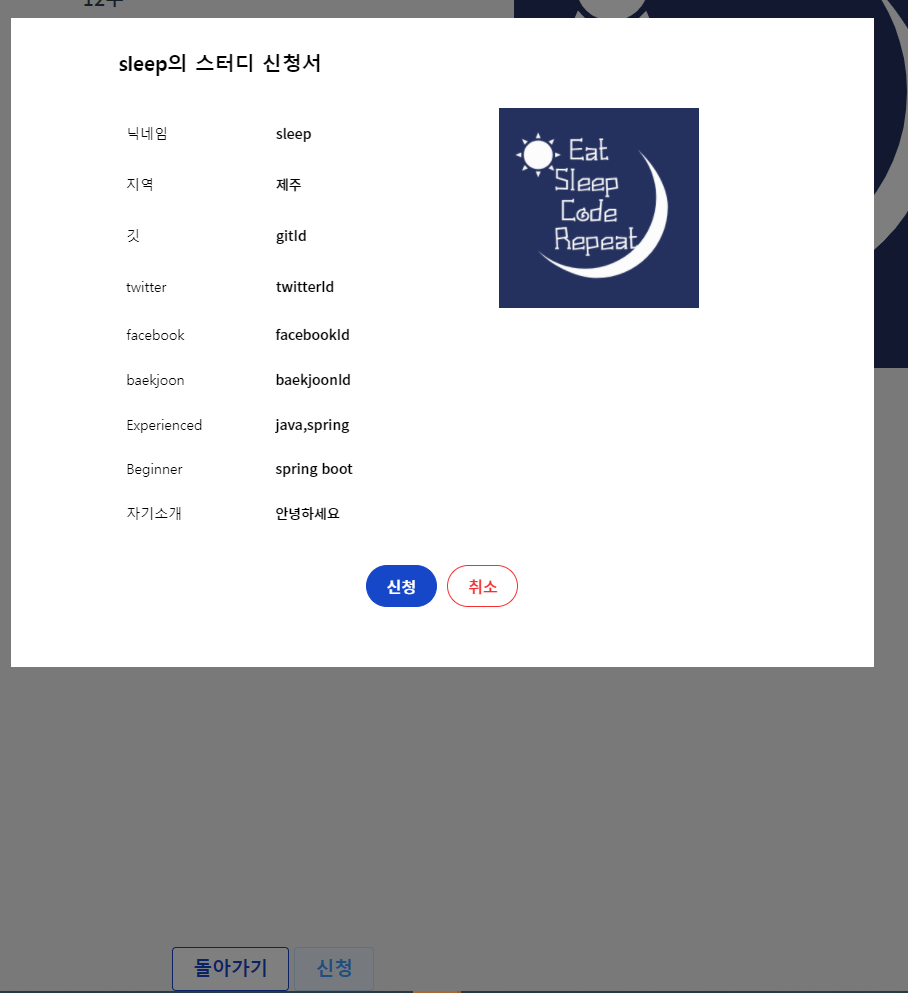 sleep의 스터디 신청서
닉네임 sleep
지역 제주
깃 gitId
twitter twitterId
facebook facebookId
baekjoon baekjoonId
Experienced java,spring
Beginner spring boot
자기소개 안녕하세요
Eat
Sleep
Code
Repeat
신청 취소
돌아가기 신청